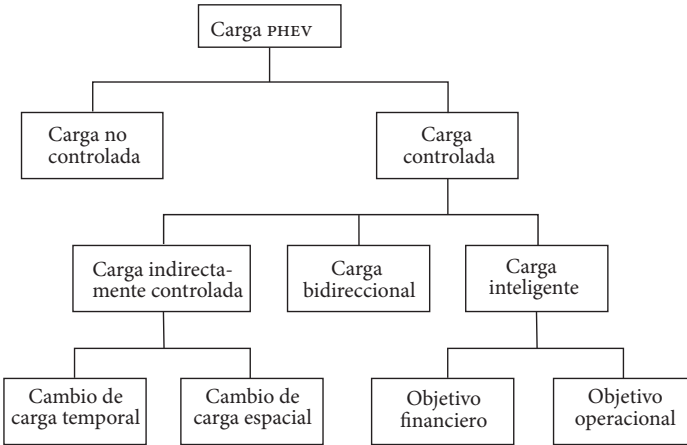 Carga PHEV
Carga no
controlada
Carga
controlada
Carga indirecta-
mente controlada
Carga
bidireccional
Carga
inteligente
Cambio de
carga temporal
Cambio de
carga espacial
Objetivo
financiero
Objetivo
operacional